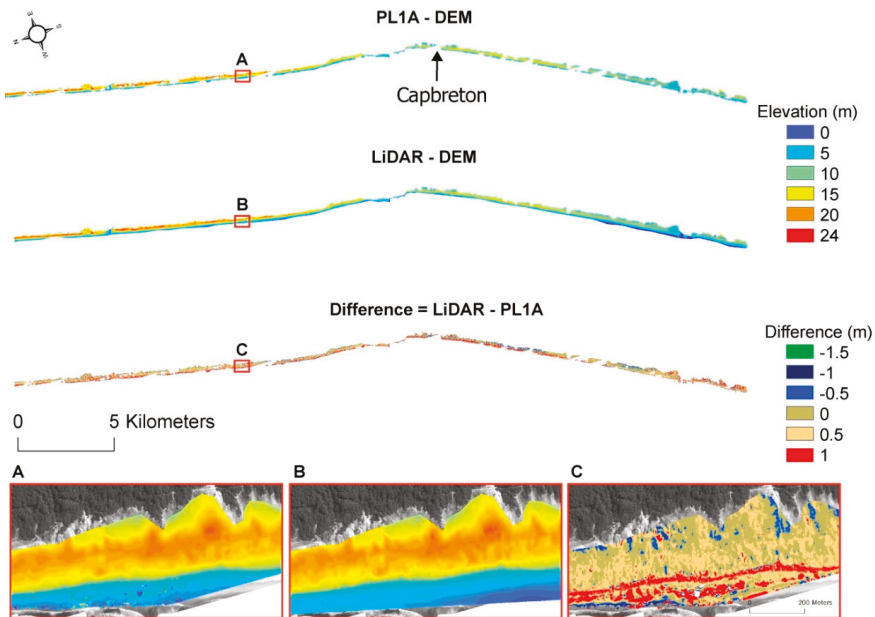 PL1A - DEM
E
S
N
W
A
Capbreton
Elevation (m)
0
5
10
15
20
24
LiDAR - DEM
B
Difference = LiDAR - PL1A
C
Difference (m)
-1.5
-1
-0.5
0
0.5
1
0 5 Kilometers
A
B
C
0 200 Meters